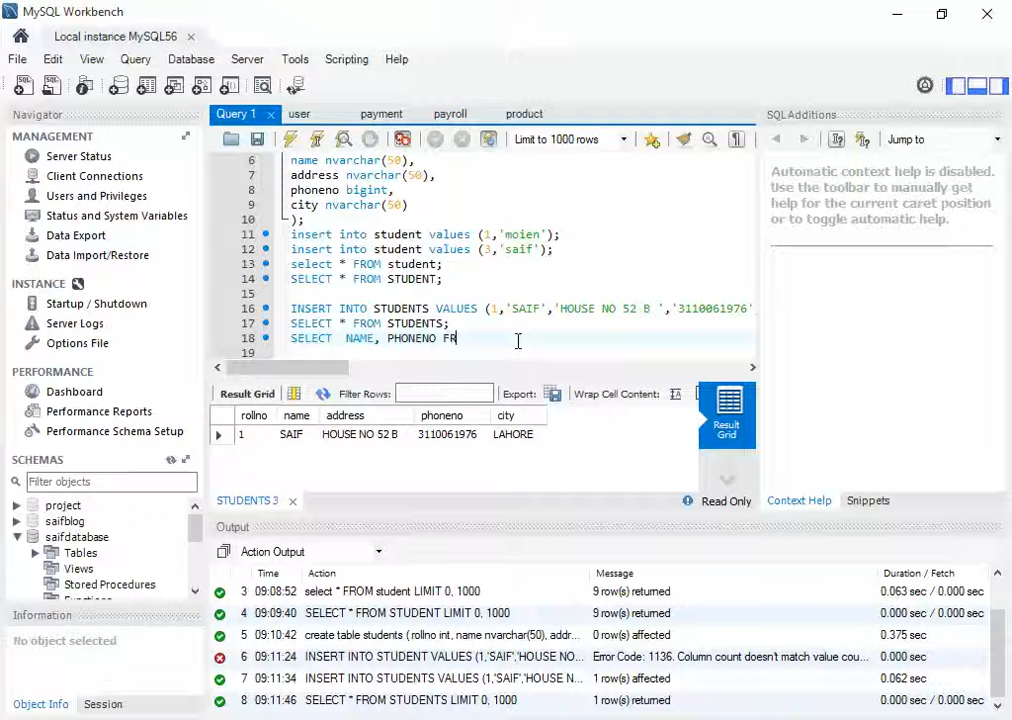 MySQL Workbench
Local instance MySQL56
File Edit View Query Database Server Tools Scripting Help
Navigator
MANAGEMENT
Server Status
Client Connections
Users and Privileges
Status and System Variables
Data Export
Data Import/Restore
INSTANCE
Startup / Shutdown
Server Logs
Options File
PERFORMANCE
Dashboard
Performance Reports
Performance Schema Setup
SCHEMAS
Filter objects
project
saifblog
saifdatabase
Tables
Views
Stored Procedures
Information
No object selected
Object Info Session
Query 1 user payment payroll product
Limit to 1000 rows
6 name nvarchar(50),
7 address nvarchar(50),
8 phoneno bigint,
9 city nvarchar(50)
10 );
11 insert into student values (1,'moien');
12 insert into student values (3,'saif');
13 select * FROM student;
14 SELECT * FROM STUDENT;
15
16 INSERT INTO STUDENTS VALUES (1,'SAIF','HOUSE NO 52 B ','3110061976'
17 SELECT * FROM STUDENTS;
18 SELECT  NAME, PHONENO FR
19
Result Grid Filter Rows: Export: Wrap Cell Content:
rollno name address phoneno city
1 SAIF HOUSE NO 52 B 3110061976 LAHORE
Result
Grid
STUDENTS 3
Read Only
SQLAdditions
Jump to
Automatic context help is disabled.
Use the toolbar to manually get
help for the current caret position
or to toggle automatic help.
Context Help Snippets
Output
Action Output
Time Action Message Duration / Fetch
3 09:08:52 select * FROM student LIMIT 0, 1000 9 row(s) returned 0.063 sec / 0.000 sec
4 09:09:40 SELECT * FROM STUDENT LIMIT 0, 1000 9 row(s) returned 0.000 sec / 0.000 sec
5 09:10:42 create table students ( rollno int, name nvarchar(50), addr... 0 row(s) affected 0.375 sec
6 09:11:24 INSERT INTO STUDENT VALUES (1,'SAIF','HOUSE NO... Error Code: 1136. Column count doesn't match value cou... 0.000 sec
7 09:11:34 INSERT INTO STUDENTS VALUES (1,'SAIF','HOUSE N... 1 row(s) affected 0.062 sec
8 09:11:46 SELECT * FROM STUDENTS LIMIT 0, 1000 1 row(s) returned 0.000 sec / 0.000 sec